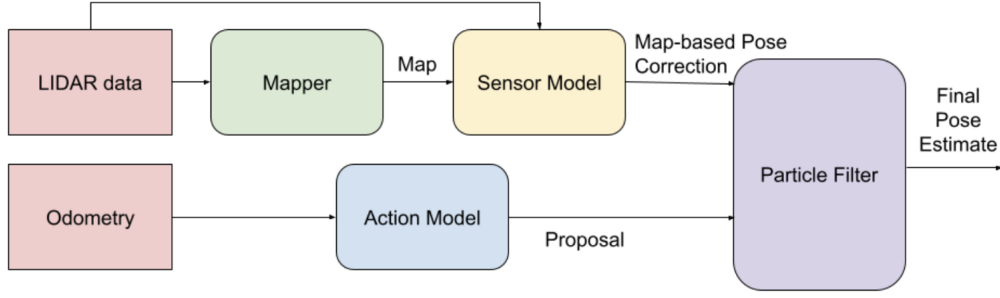 LIDAR data
Mapper
Map
Sensor Model
Map-based Pose
Correction
Odometry
Action Model
Proposal
Particle Filter
Final
Pose
Estimate